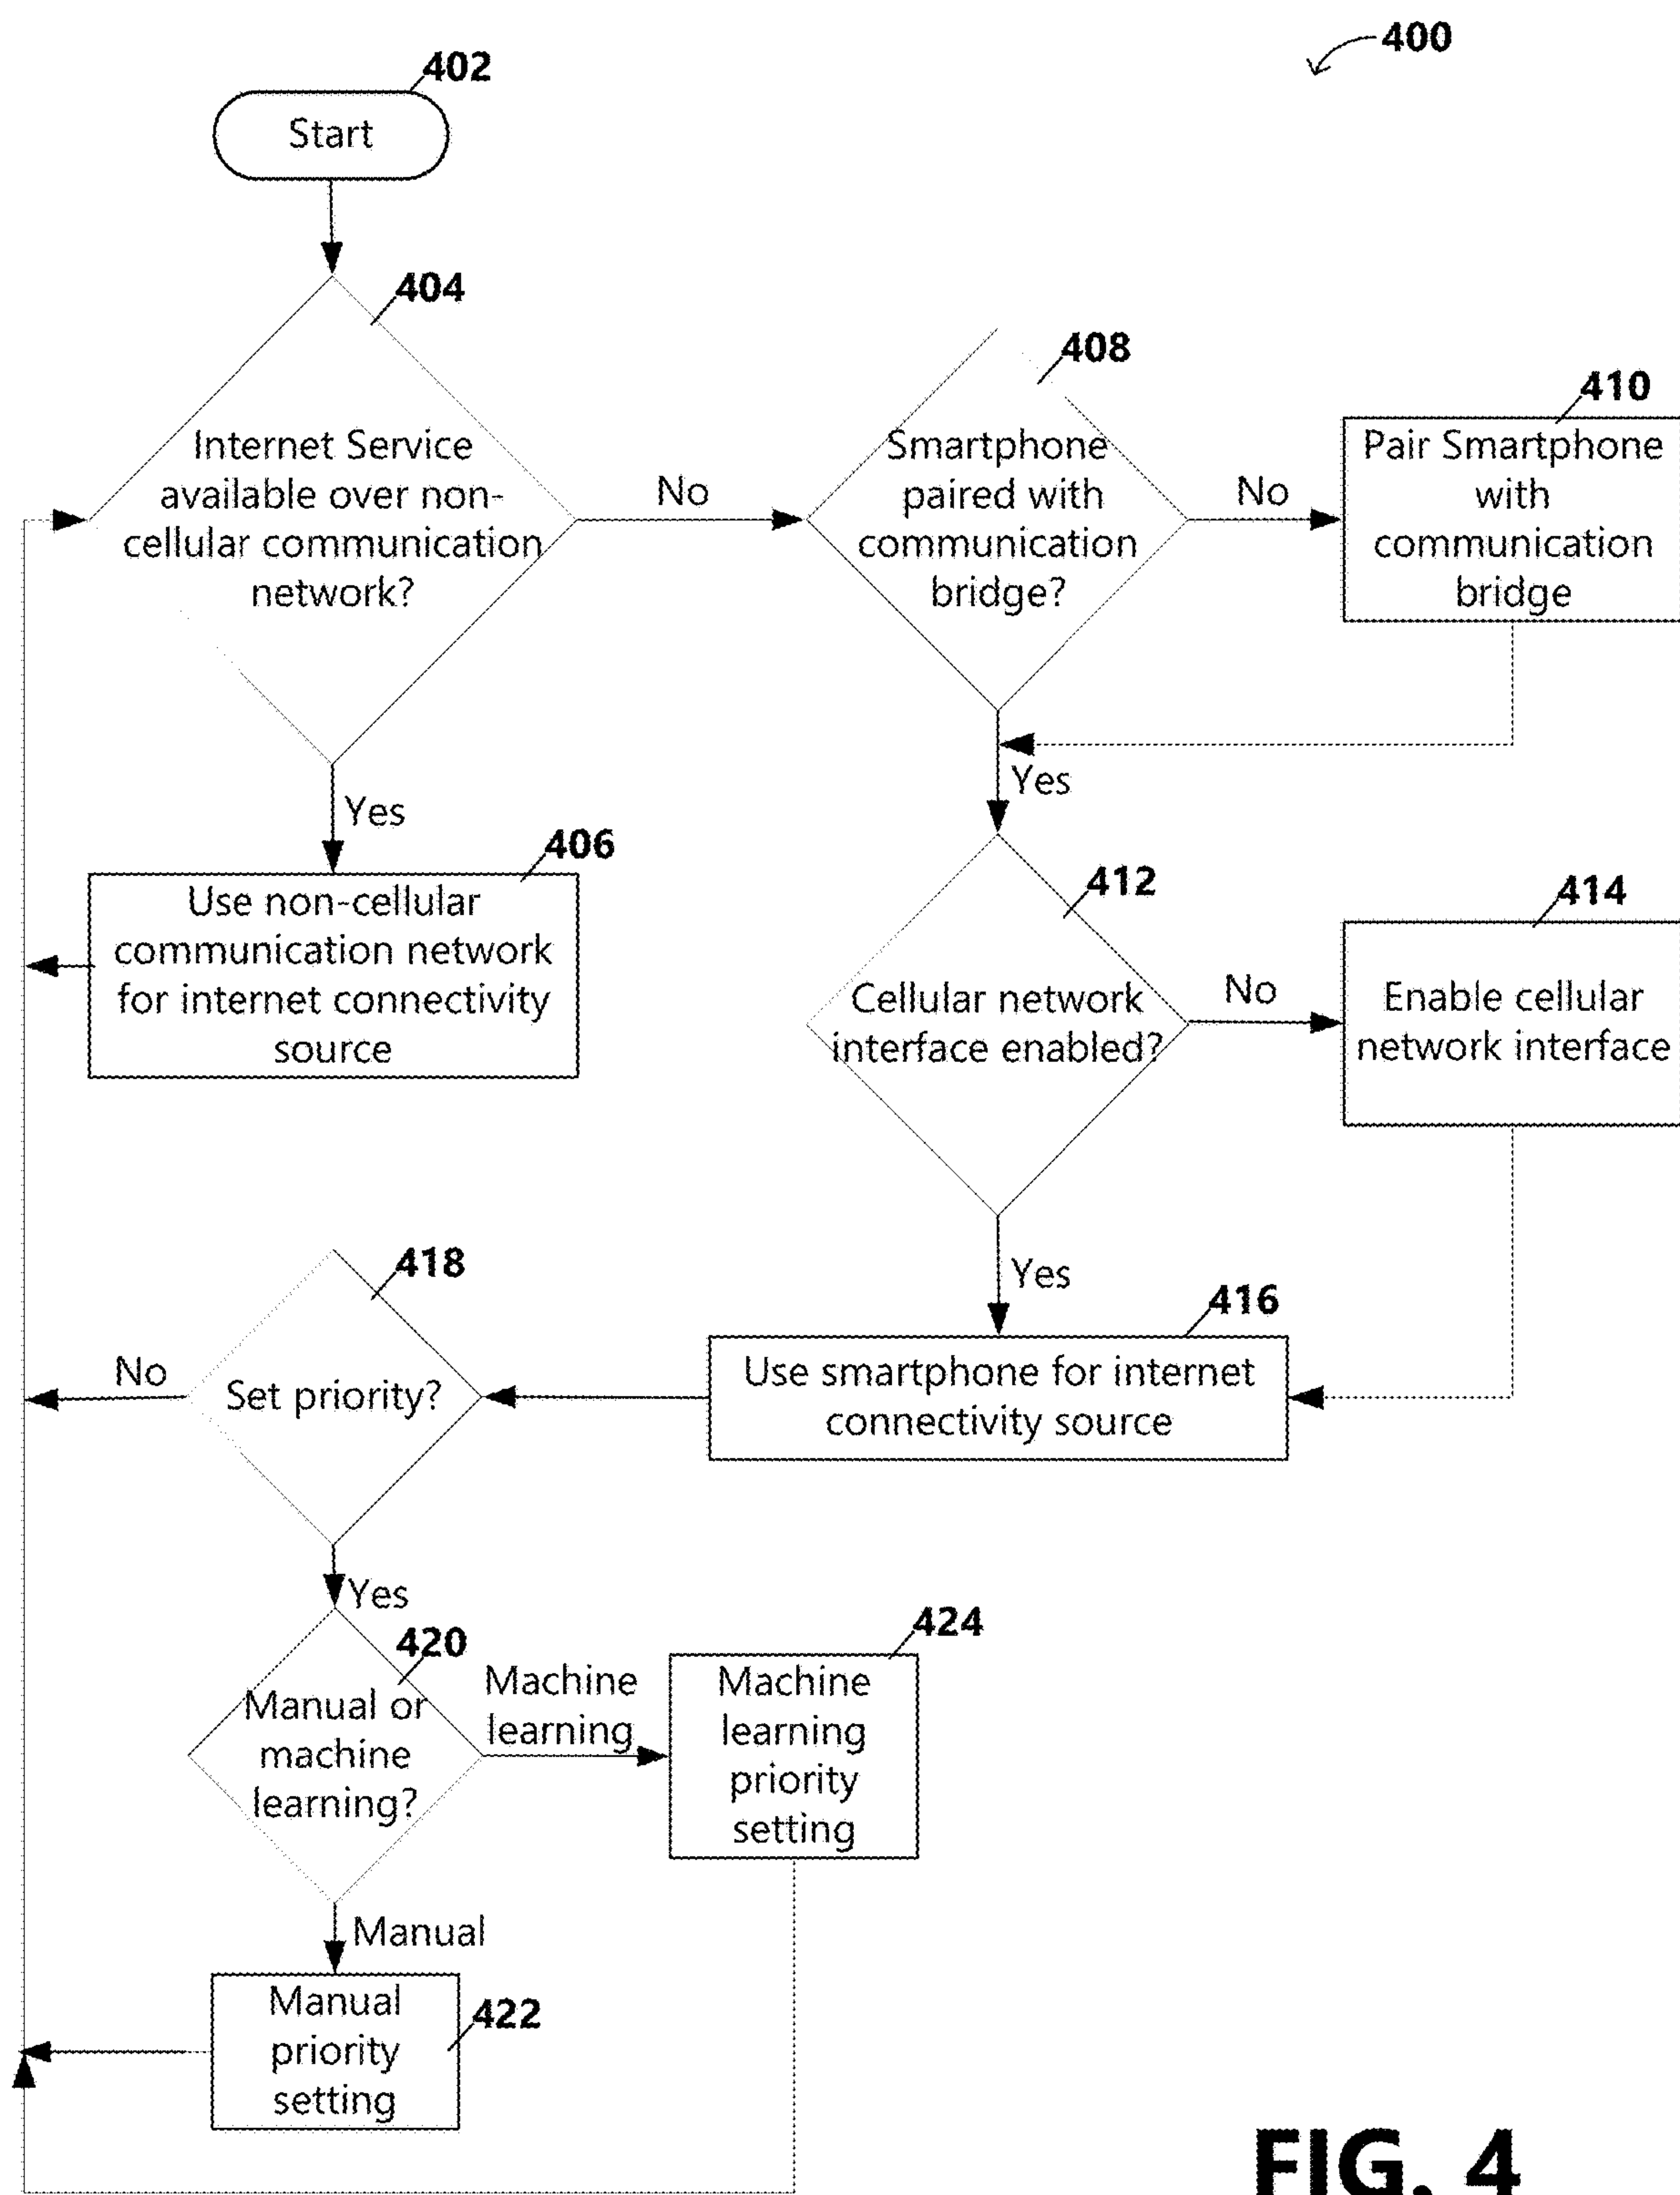 400
402
Start
404
Internet Service
available over non-
cellular communication
network?
No
408
Smartphone
paired with
communication
bridge?
No
410
Pair Smartphone
with
communication
bridge
Yes
406
Use non-cellular
communication network
for internet connectivity
source
Yes
412
Cellular network
interface enabled?
No
414
Enable cellular
network interface
Yes
416
Use smartphone for internet
connectivity source
418
Set priority?
No
Yes
420
Manual or
machine
learning?
Machine
learning
424
Machine
learning
priority
setting
Manual
422
Manual
priority
setting
FIG. 4